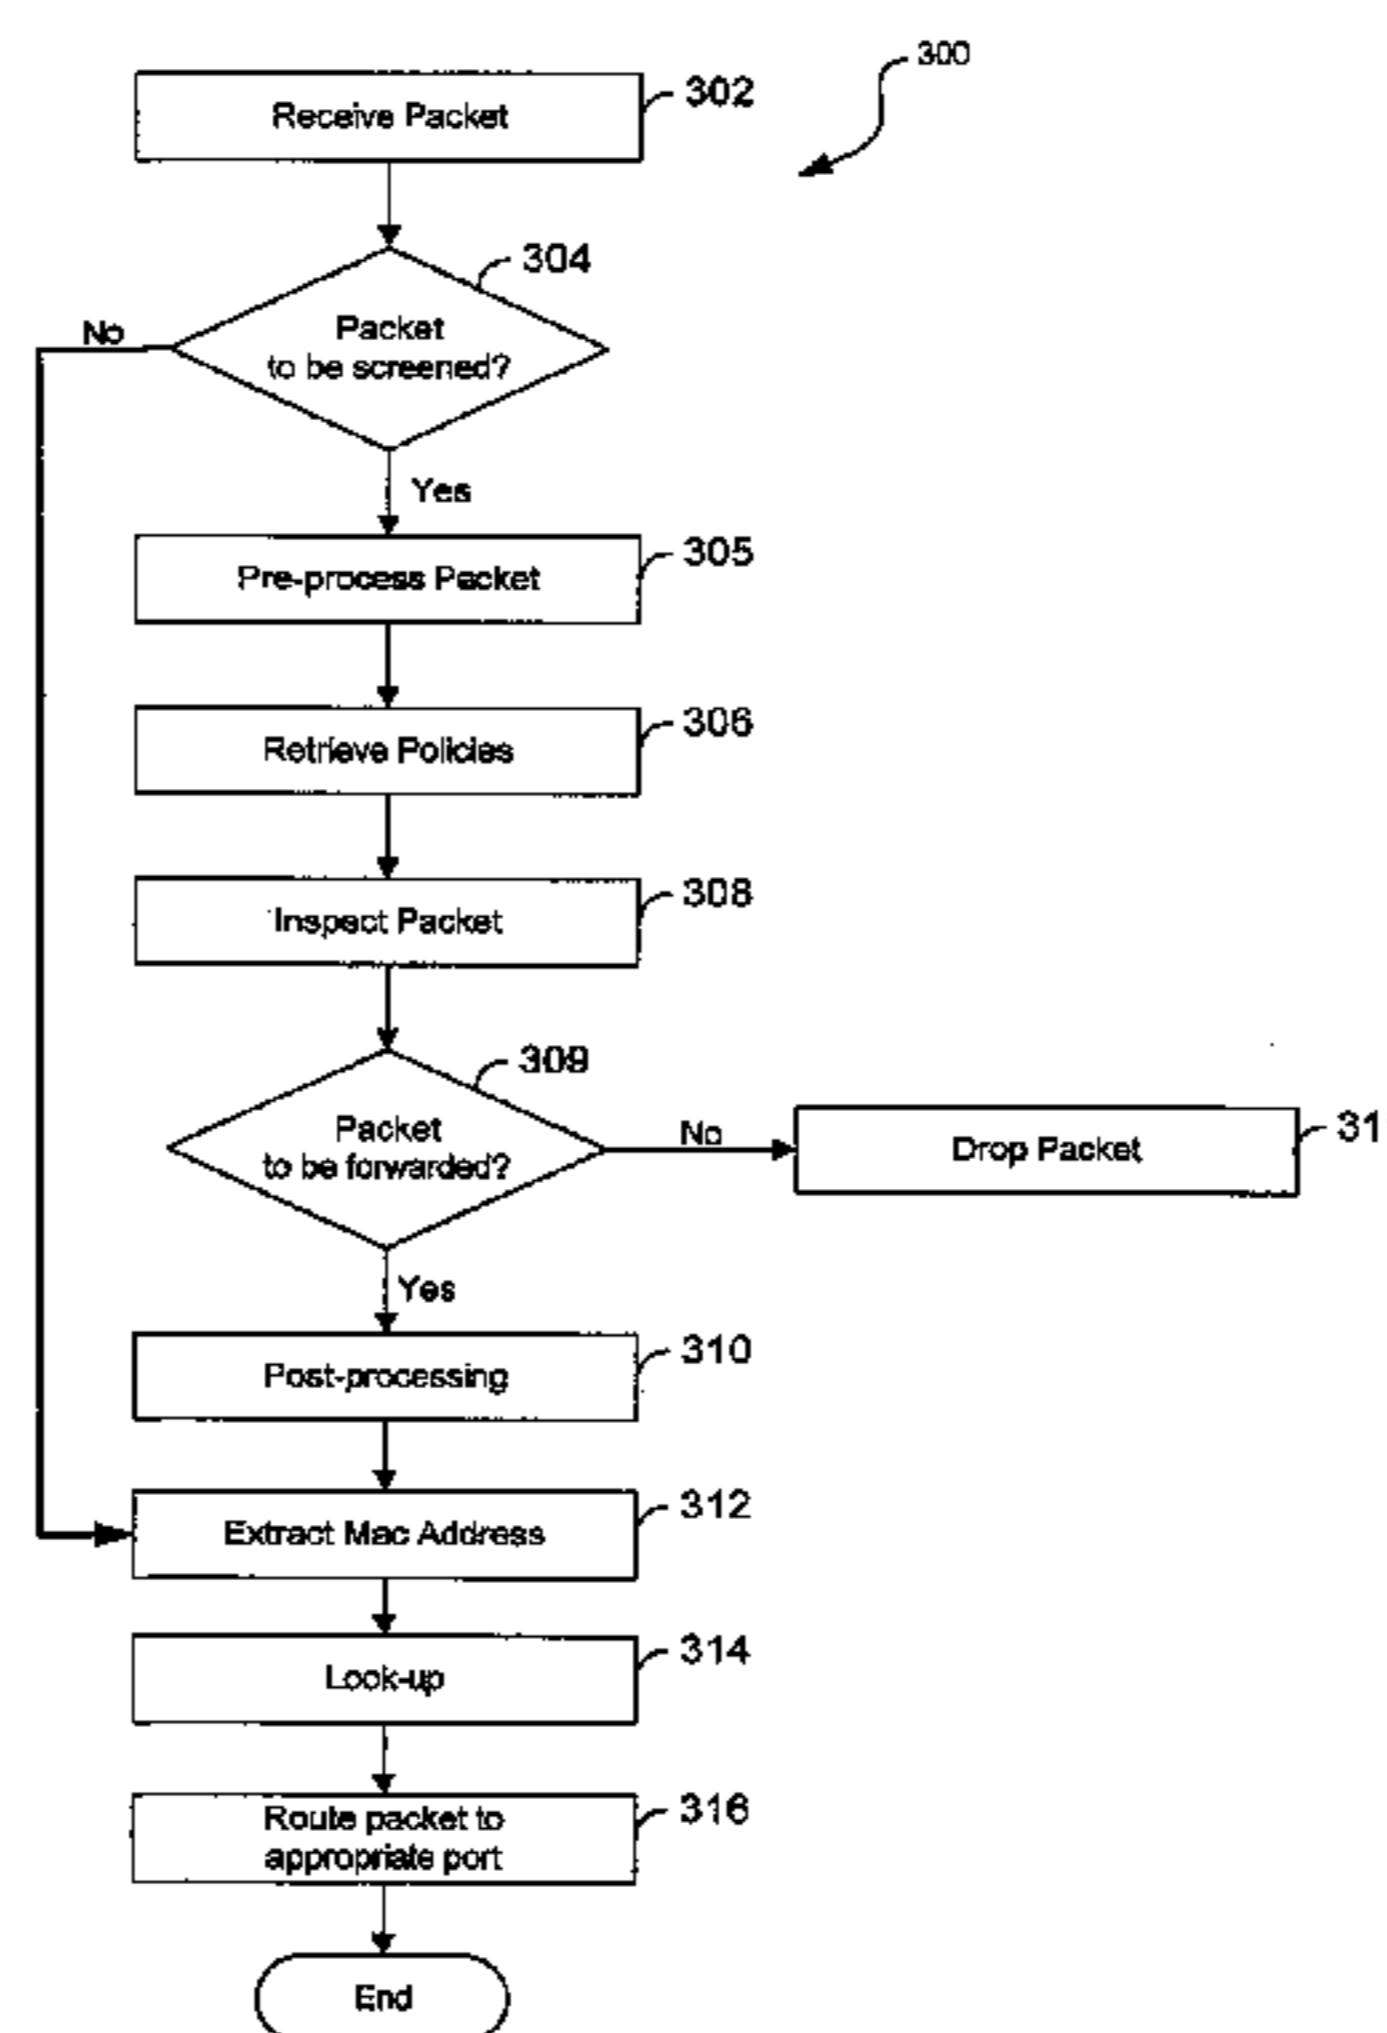 300
Receive Packet
302
304
Packet
to be screened?
No
Yes
Pre-process Packet
305
Retrieve Policies
306
Inspect Packet
308
309
Packet
to be forwarded?
No
Drop Packet
31
Yes
Post-processing
310
Extract Mac Address
312
Look-up
314
Route packet to
appropriate port
316
End